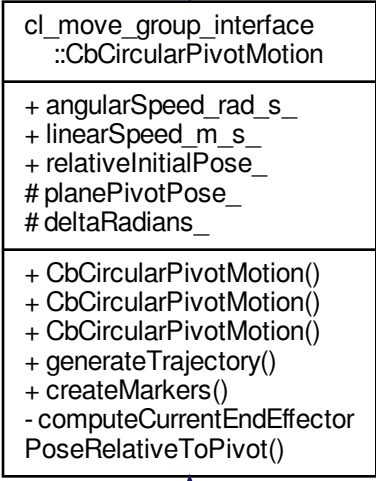 cl_move_group_interface
::CbCircularPivotMotion
+ angularSpeed_rad_s_
+ linearSpeed_m_s_
+ relativeInitialPose_
# planePivotPose_
# deltaRadians_
+ CbCircularPivotMotion()
+ CbCircularPivotMotion()
+ CbCircularPivotMotion()
+ generateTrajectory()
+ createMarkers()
- computeCurrentEndEffector
PoseRelativeToPivot()